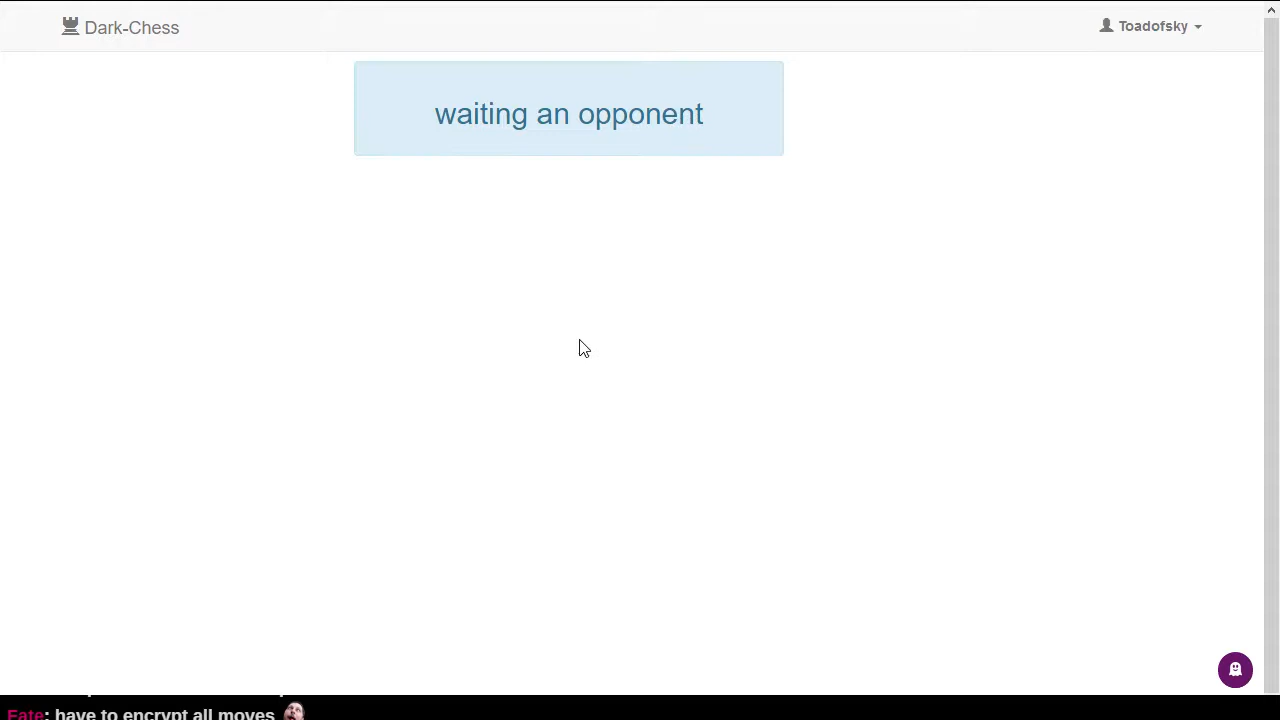 Dark-Chess
Toadofsky
waiting an opponent
Fate: have to encrypt all moves